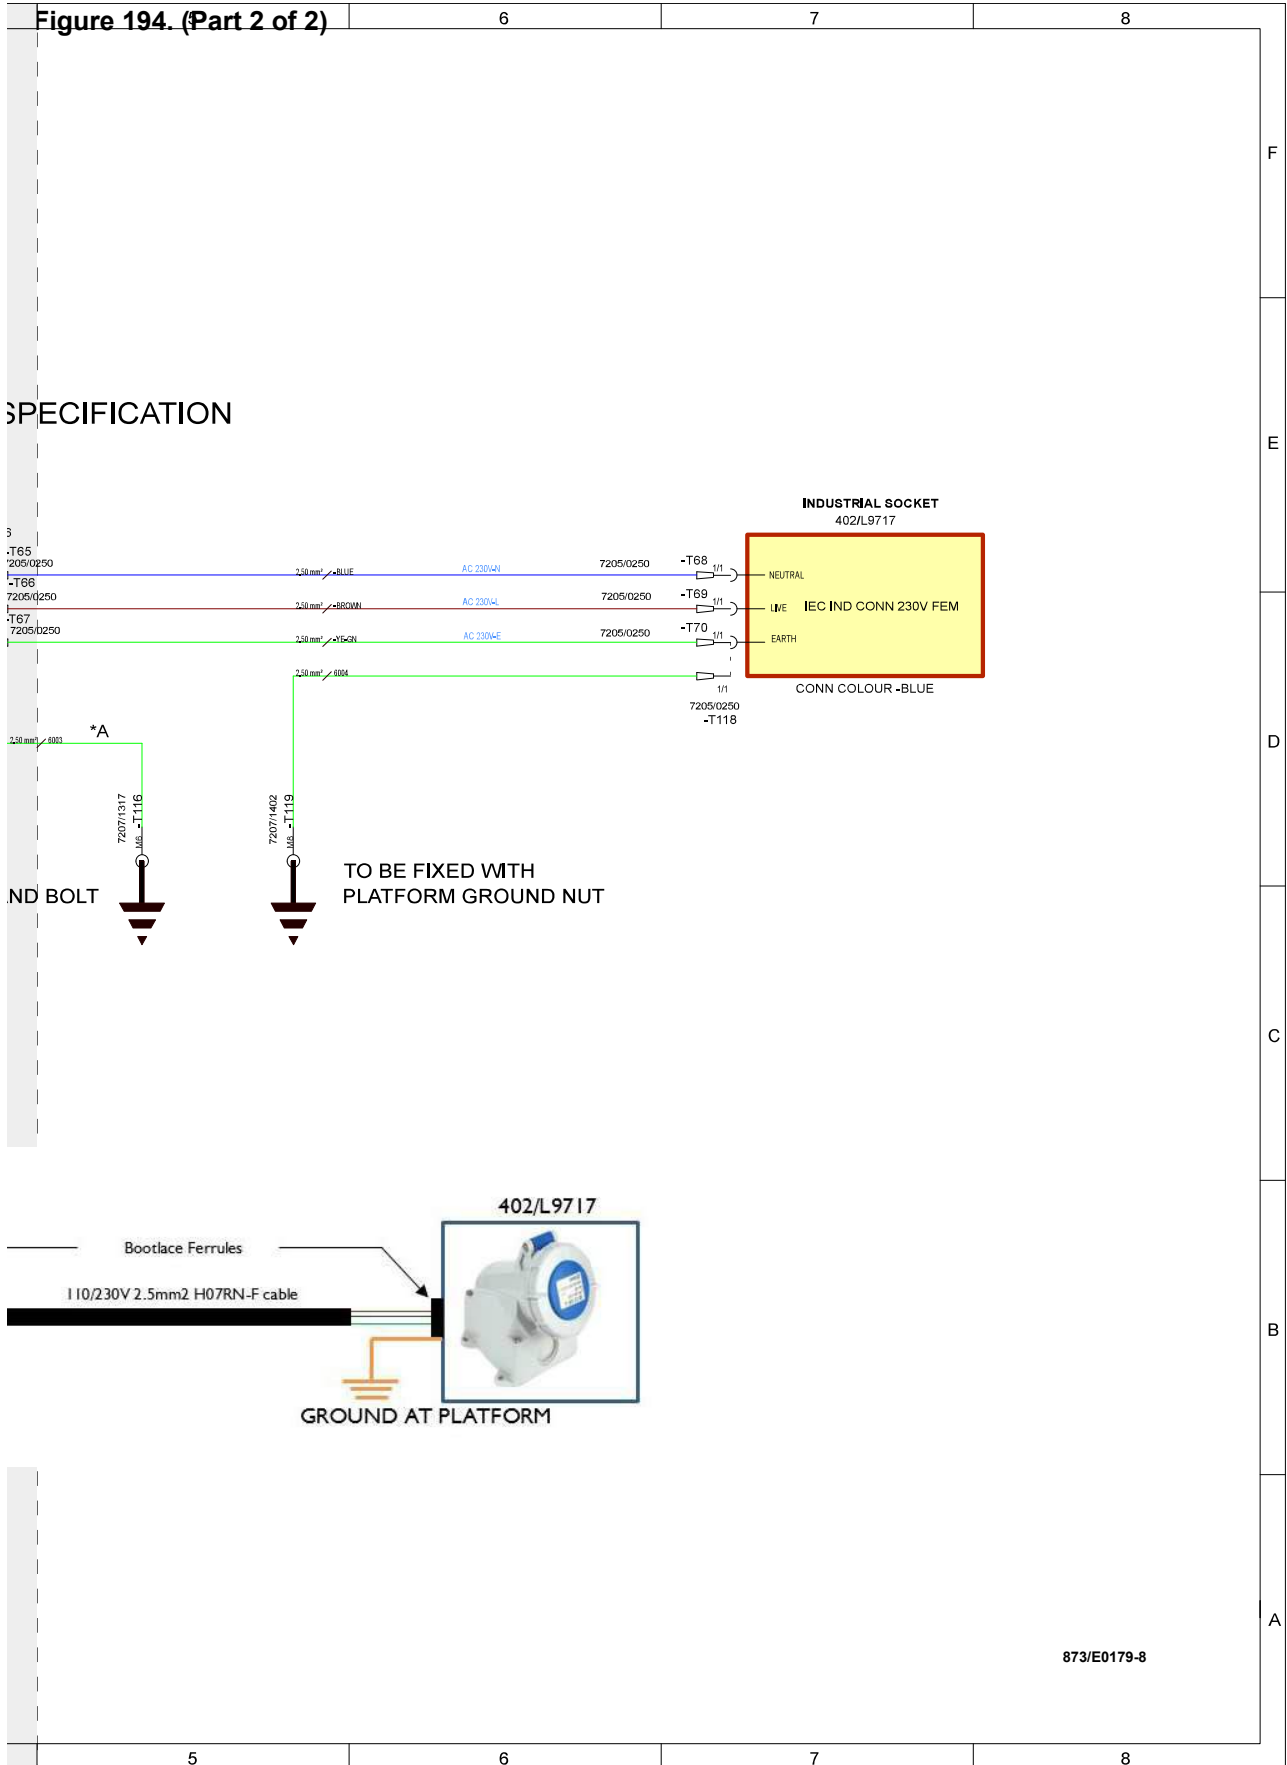 Figure 194. (Part 2 of 2)
5
6
7
8
F
SPECIFICATION
E
INDUSTRIAL SOCKET
402/L9717
6
-T65
7205/0250
2,50 mm² -BLUE
AC 230V-N
7205/0250
-T68
1/1
NEUTRAL
-T66
7205/0250
2,50 mm² -BROWN
AC 230V-L
7205/0250
-T69
1/1
LIVE
IEC IND CONN 230V FEM
-T67
7205/0250
2,50 mm² -YE-GN
AC 230V-E
7205/0250
-T70
1/1
EARTH
2,50 mm² 6004
1/1
7205/0250
-T118
CONN COLOUR -BLUE
2,50 mm² 6003
*A
D
7207/1317
M6 -T116
7207/1402
M8 -T119
TO BE FIXED WITH
PLATFORM GROUND NUT
ND BOLT
C
402/L9717
Bootlace Ferrules
110/230V 2.5mm2 H07RN-F cable
B
GROUND AT PLATFORM
A
873/E0179-8
5
6
7
8